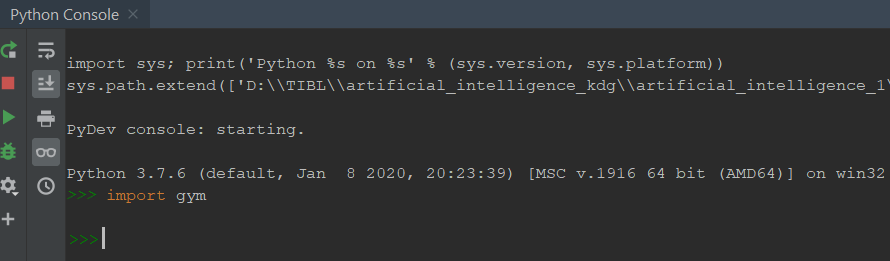 Python Console
import sys; print('Python %s on %s' % (sys.version, sys.platform))
sys.path.extend(['D:\\TIBL\\artificial_intelligence_kdg\\artificial_intelligence_1\
PyDev console: starting.
Python 3.7.6 (default, Jan  8 2020, 20:23:39) [MSC v.1916 64 bit (AMD64)] on win32
>>> import gym
>>>